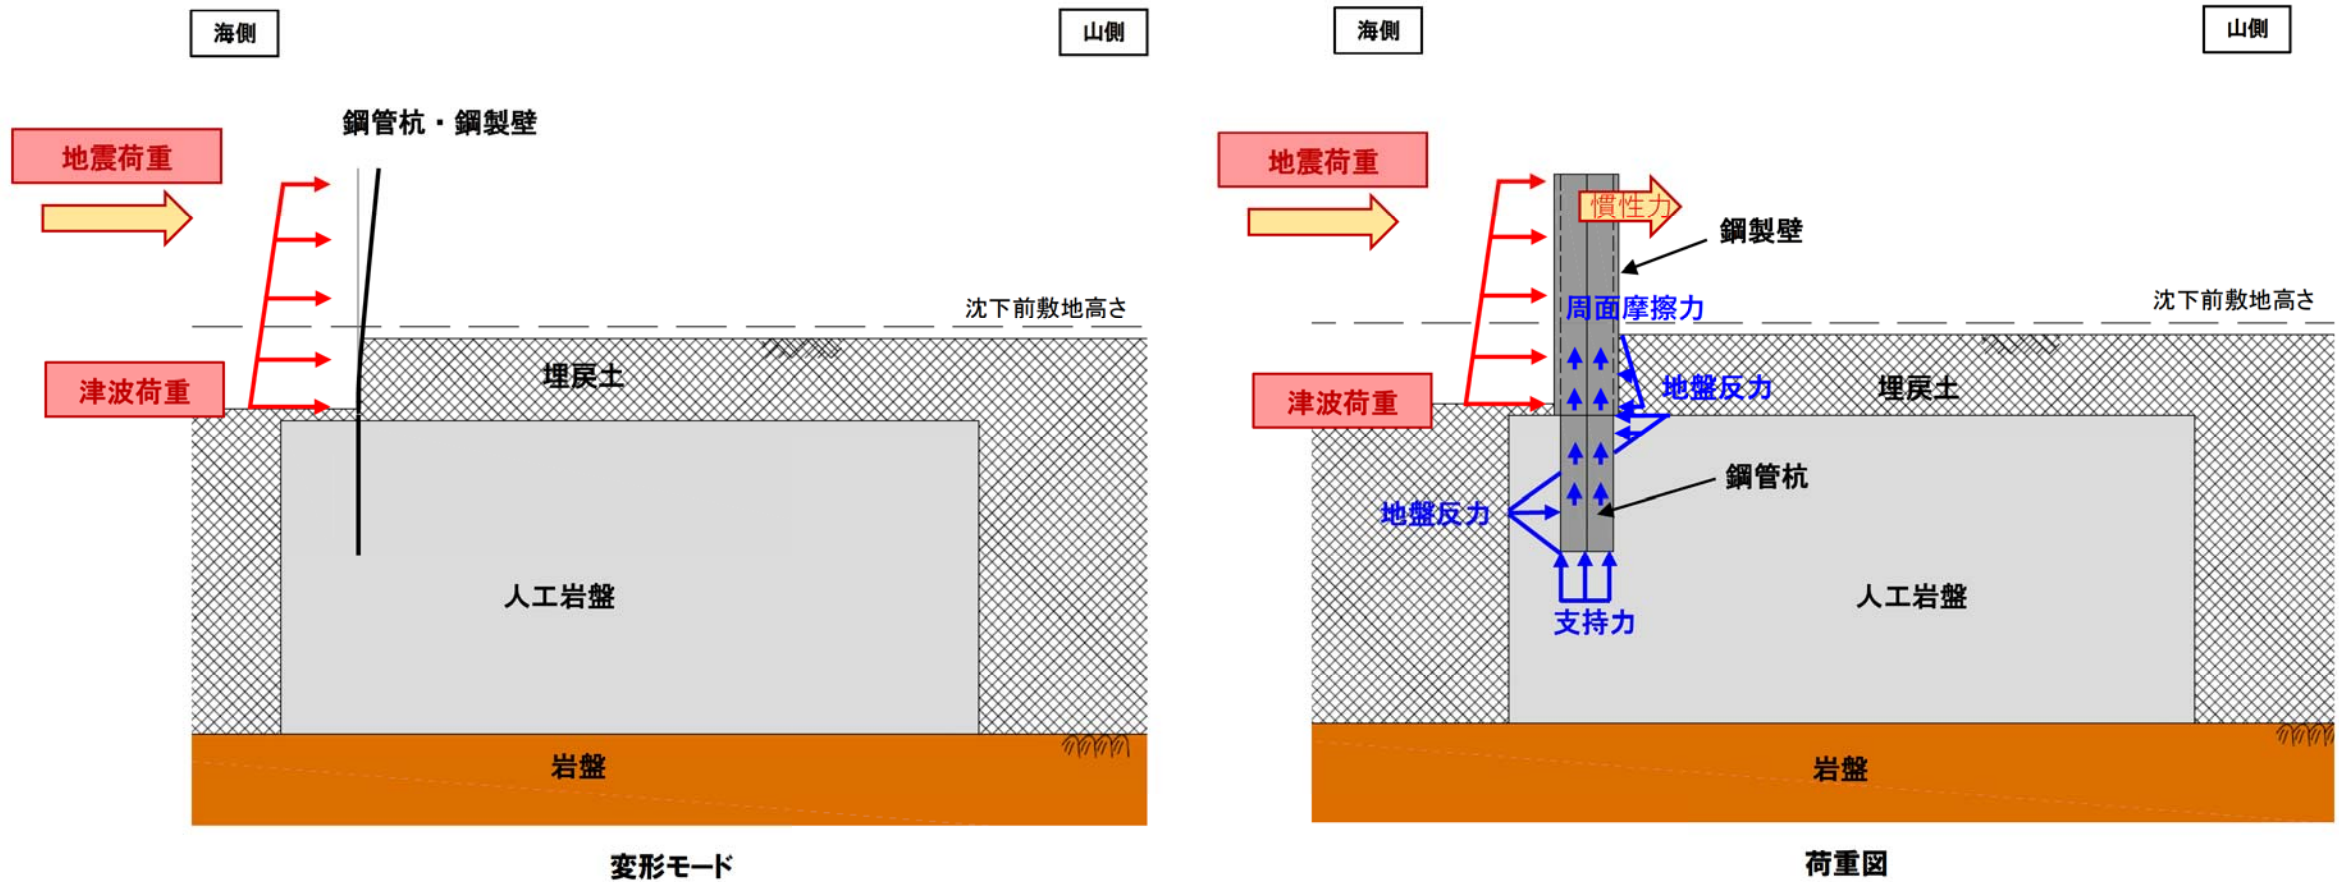 海側
山側
鋼管杭・鋼製壁
地震荷重
沈下前敷地高さ
津波荷重
埋戻土
人工岩盤
岩盤
変形モード
海側
山側
地震荷重
慣性力
鋼製壁
沈下前敷地高さ
周面摩擦力
津波荷重
地盤反力
埋戻土
鋼管杭
地盤反力
人工岩盤
支持力
岩盤
荷重図